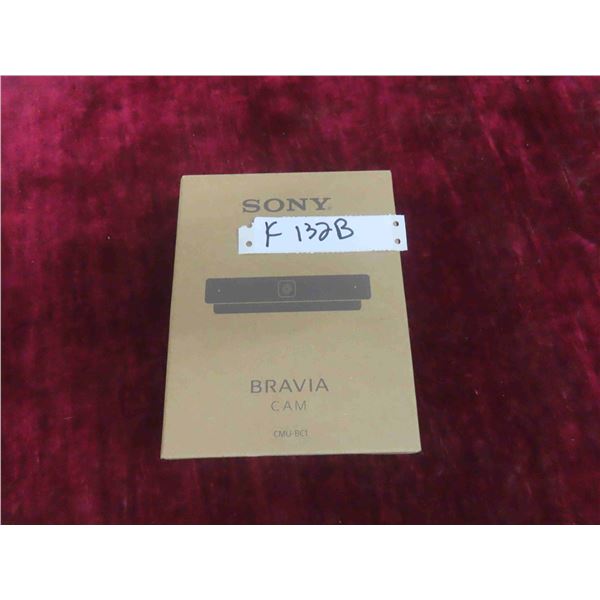 SONY
K 132B
BRAVIA
CAM
CMU-BC1